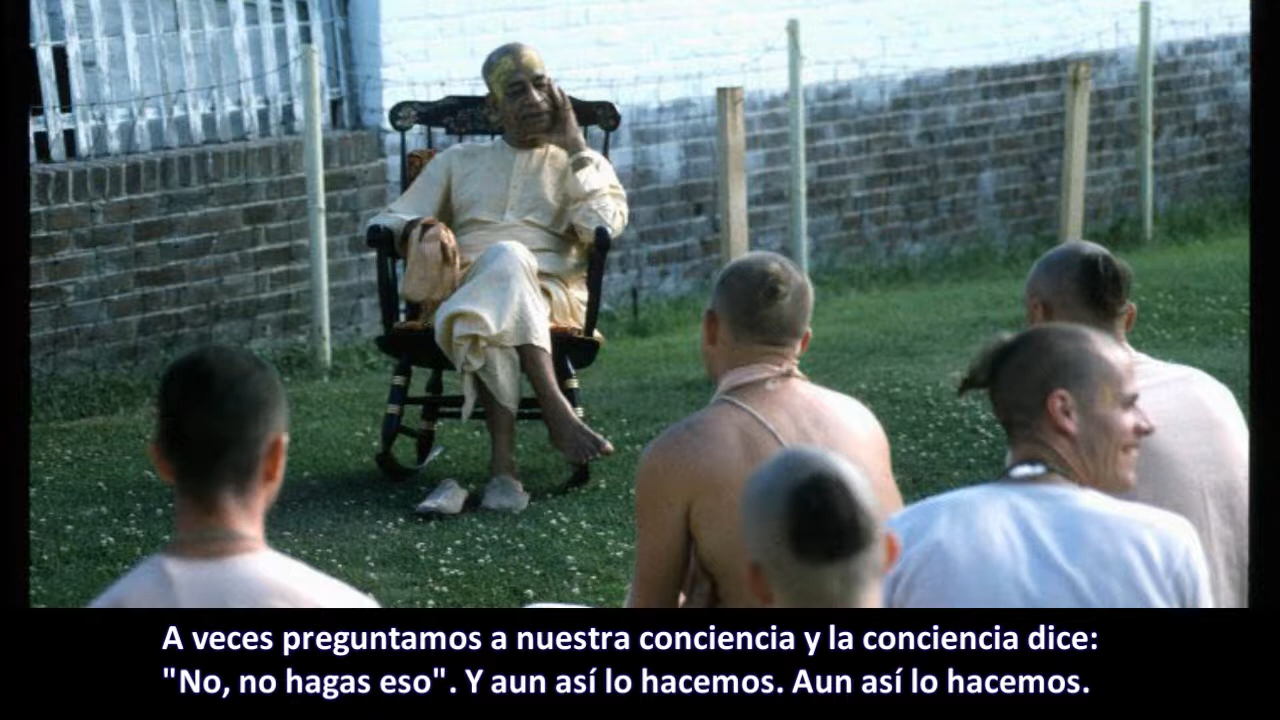 A veces preguntamos a nuestra conciencia y la conciencia dice:
"No, no hagas eso". Y aun así lo hacemos. Aun así lo hacemos.